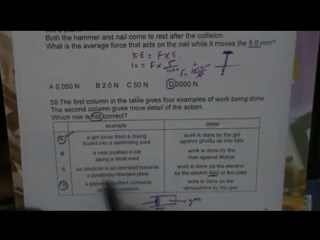 Both the hammer and nail come to rest after the collision.
What is the average force that acts on the nail while it moves the 5.0 mm?
K·E = F × S
10 = F ×
A 0.050 N B 2.0 N C 50 N D 2000 N
59 The first column in the table gives four examples of work being done.
The second column gives more detail of the action.
Which row is not correct?
example
detail
A
a girl dives from a diving board into a swimming pool
work is done by the girl against gravity as she falls
B
a man pushes a car along a level road
work is done by the man against friction
C
an electron is accelerated towards a positively charged plate
work is done on the electron by the electric field of the plate
D
work is done on the atmosphere by the gas
gas